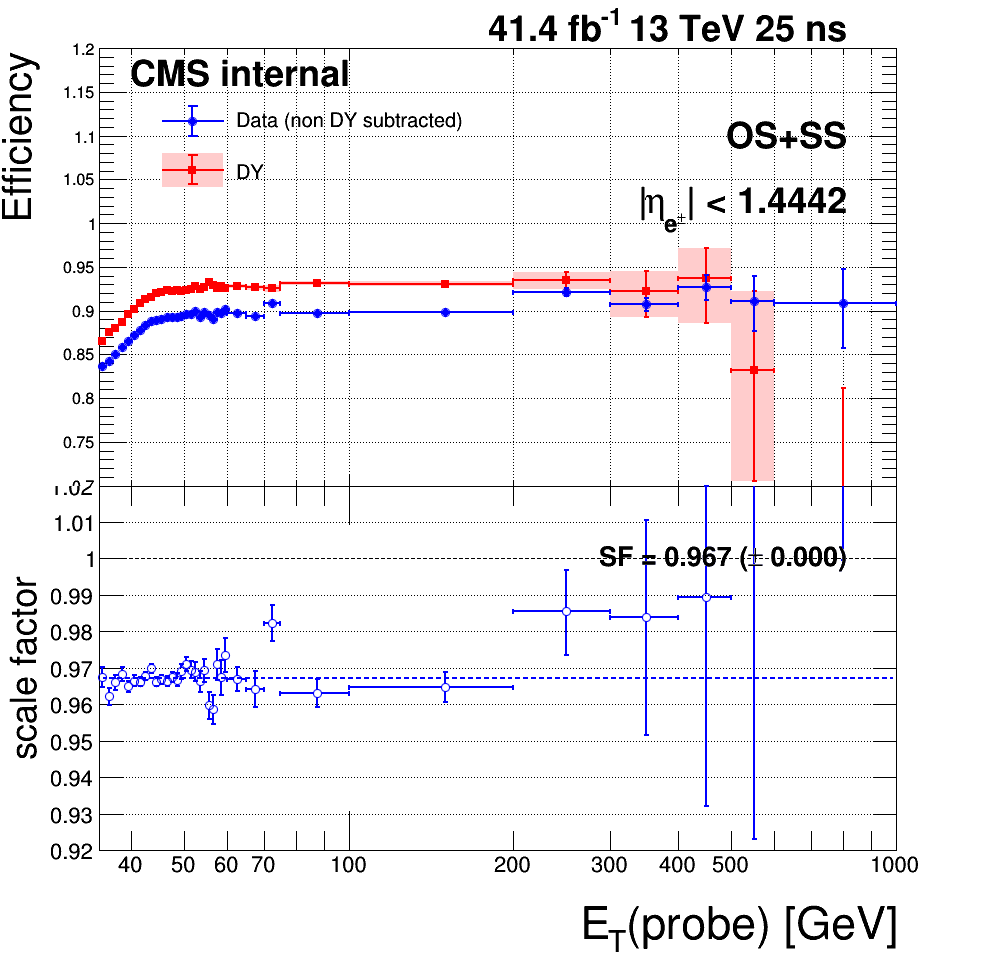 41.4 fb-1 13 TeV 25 ns
Efficiency
1.2
CMS internal
1.15
Data (non DY subtracted)
1.1
OS+SS
DY
1.05
|ηe±| < 1.4442
1
0.95
0.9
0.85
0.8
0.75
0.7
1.02
1.01
SF = 0.967 (± 0.000)
1
0.99
scale factor
0.98
0.97
0.96
0.95
0.94
0.93
0.92
40 50 60 70 100 200 300 400 500 1000
ET(probe) [GeV]